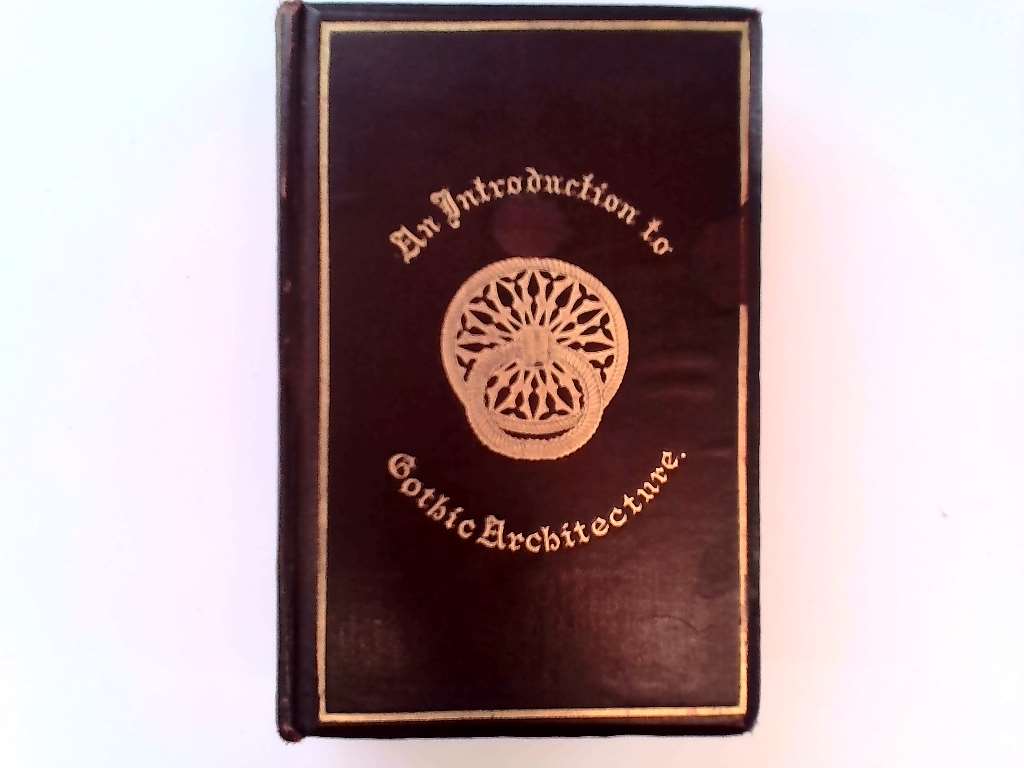 An Introduction to
Gothic Architecture.